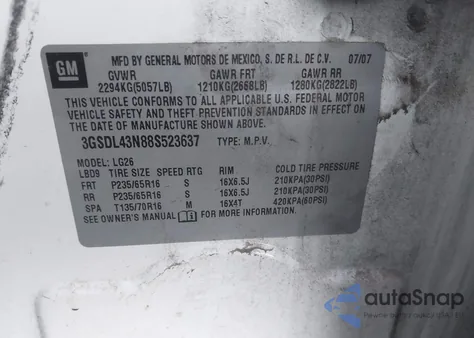 GM
MFD BY GENERAL MOTORS DE MEXICO, S. DE R.L. DE C.V. 07/07
GVWR GAWR FRT GAWR RR
2294KG(5057LB) 1210KG(2668LB) 1280KG(2822LB)
THIS VEHICLE CONFORMS TO ALL APPLICABLE U.S. FEDERAL MOTOR
VEHICLE SAFETY AND THEFT PREVENTION STANDARDS IN EFFECT ON
THE DATE OF MANUFACTURE SHOWN ABOVE.
3GSDL43N88S523637 TYPE: M.P.V.
MODEL: LG26
LBD9 TIRE SIZE SPEED RTG RIM COLD TIRE PRESSURE
FRT P235/65R16 S 16X6.5J 210KPA(30PSI)
RR P235/65R16 S 16X6.5J 210KPA(30PSI)
SPA T135/70R16 M 16X4T 420KPA(60PSI)
SEE OWNER'S MANUAL FOR MORE INFORMATION.
autoSnap